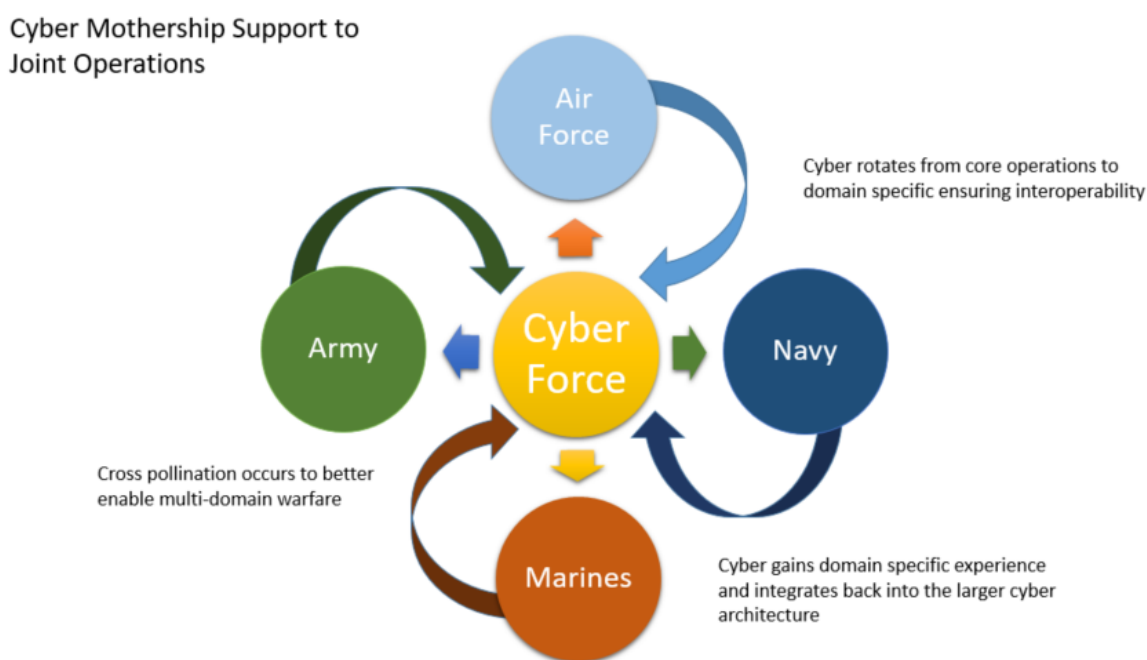 Cyber Mothership Support to
Joint Operations
Air
Force
Cyber rotates from core operations to
domain specific ensuring interoperability
Army
Cyber
Force
Navy
Cross pollination occurs to better
enable multi-domain warfare
Marines
Cyber gains domain specific experience
and integrates back into the larger cyber
architecture